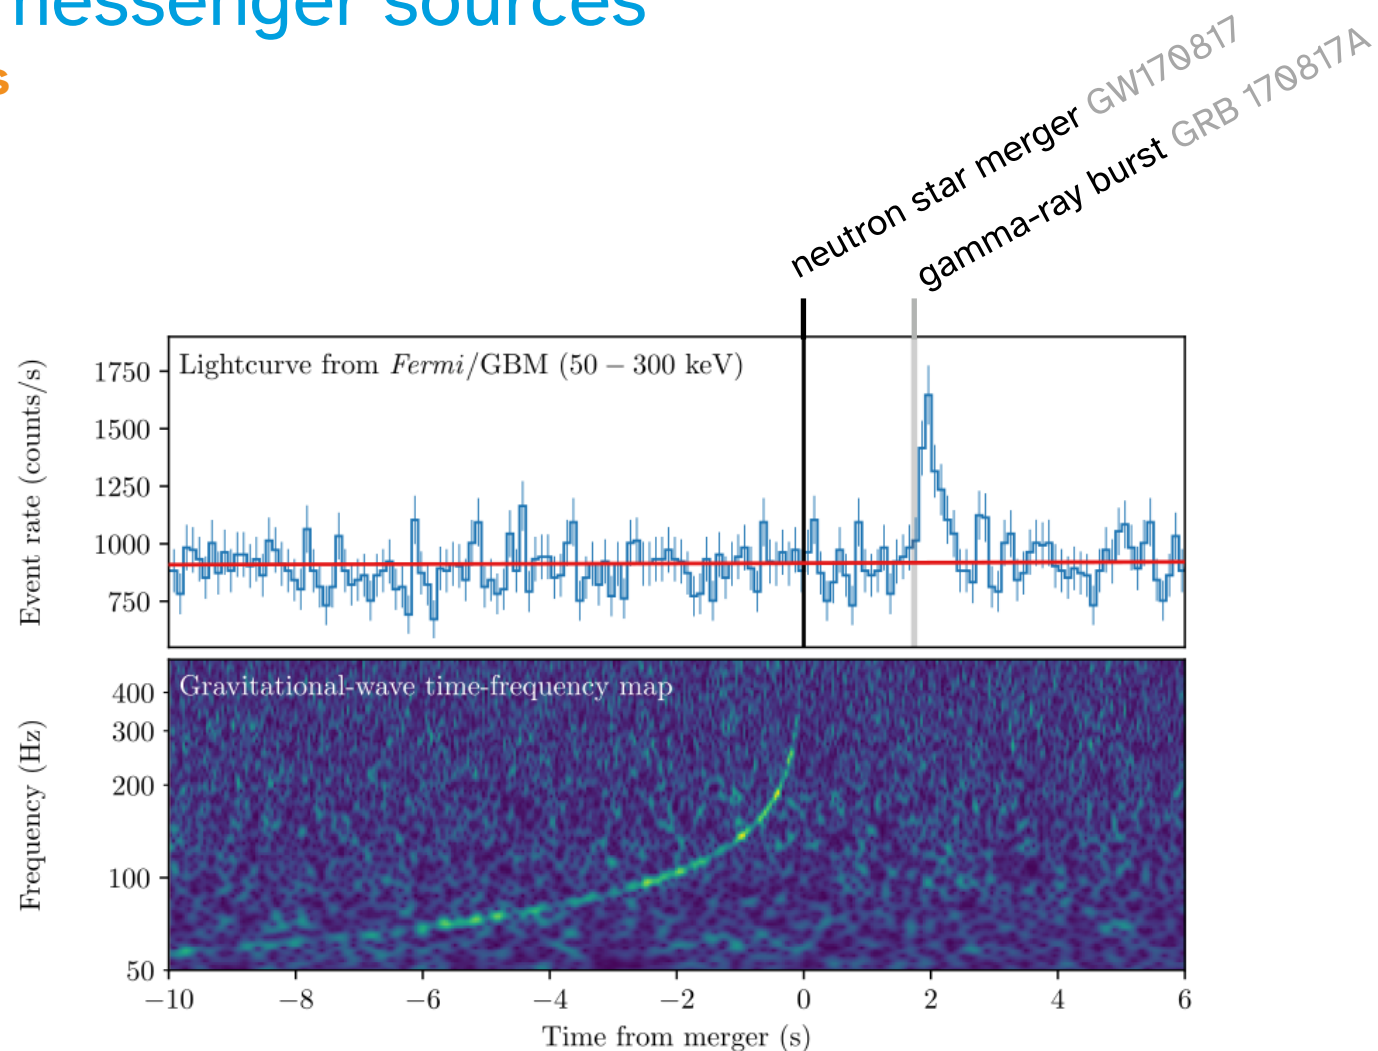 messenger sources
s
neutron star merger GW170817
gamma-ray burst GRB 170817A
Lightcurve from Fermi/GBM (50 – 300 keV)
Event rate (counts/s)
1750
1500
1250
1000
750
Gravitational-wave time-frequency map
Frequency (Hz)
400
300
200
100
50
−10 −8 −6 −4 −2 0 2 4 6
Time from merger (s)